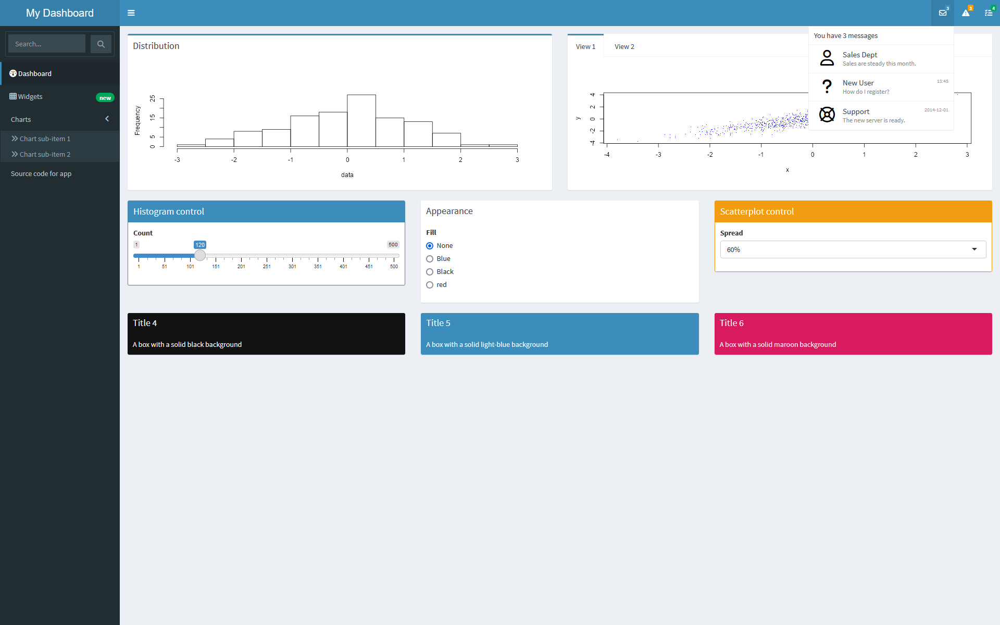 My Dashboard
3
3
4
Search...
Dashboard
Widgets
new
Charts
Chart sub-item 1
Chart sub-item 2
Source code for app
Distribution
Frequency
0 5 15 25
-3 -2 -1 0 1 2 3
data
View 1
View 2
y
-4 -2 0 2 4
-4 -3 -2 -1 0 1 2 3
x
You have 3 messages
Sales Dept
Sales are steady this month.
New User
13:45
How do I register?
Support
2014-12-01
The new server is ready.
Histogram control
Count
1 120 500
1 51 101 151 201 251 301 351 401 451 500
Appearance
Fill
None
Blue
Black
red
Scatterplot control
Spread
60%
Title 4
A box with a solid black background
Title 5
A box with a solid light-blue background
Title 6
A box with a solid maroon background